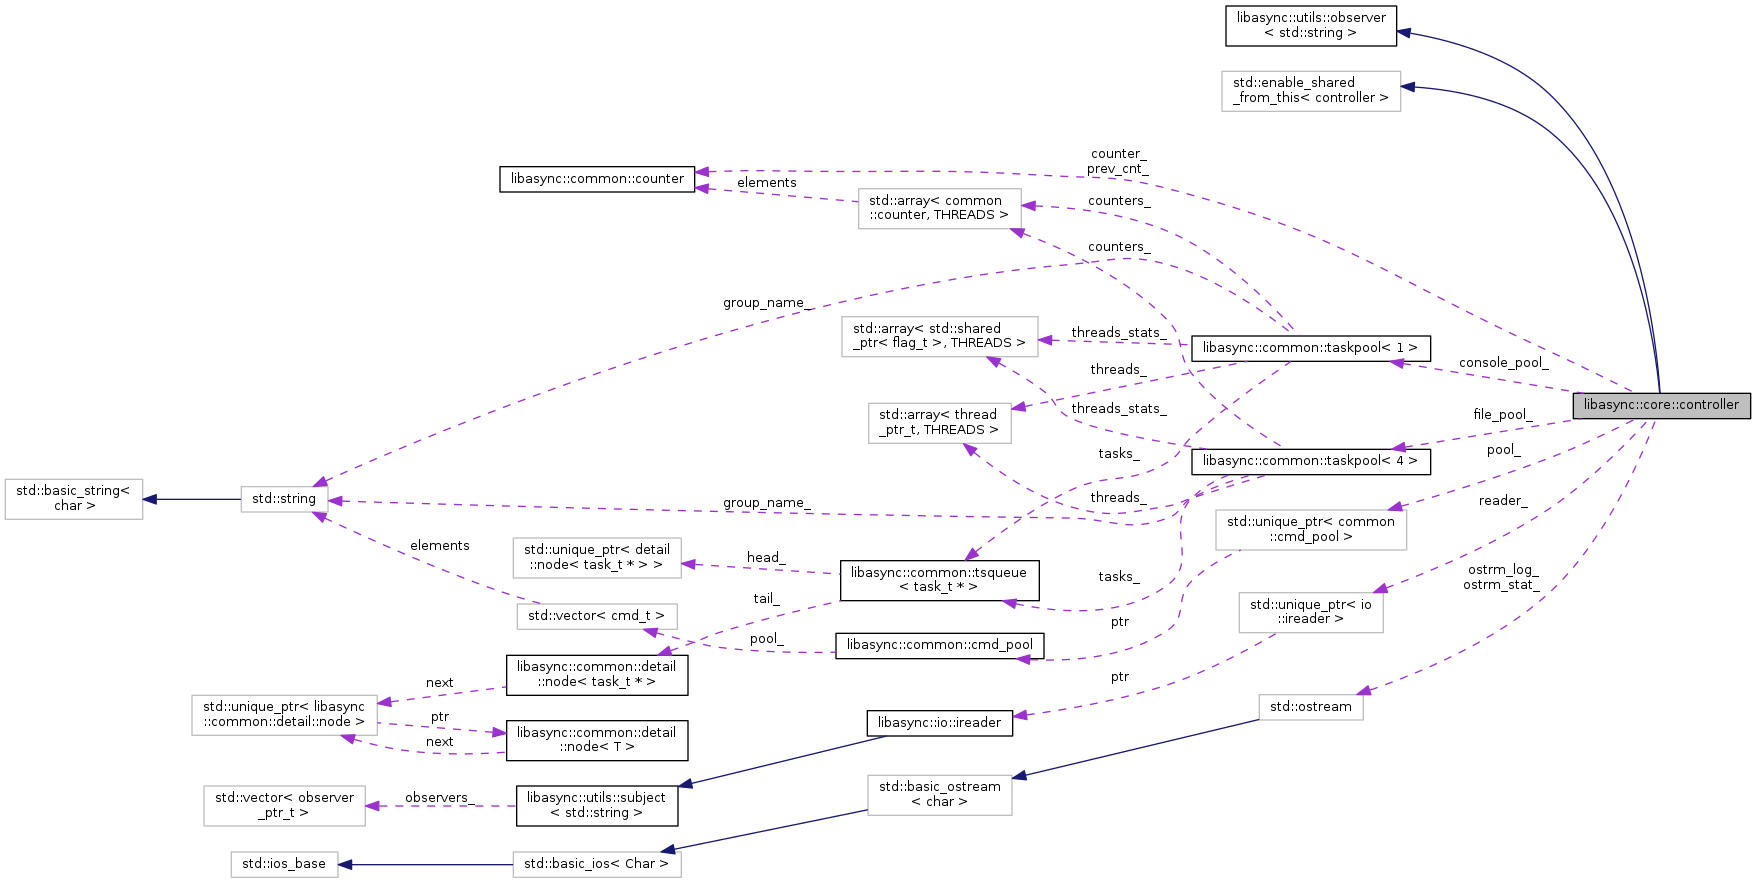 libasync::utils::observer
< std::string >
std::enable_shared
_from_this< controller >
counter_
prev_cnt_
libasync::common::counter
elements
std::array< common
::counter, THREADS >
counters_
counters_
group_name_
std::array< std::shared
_ptr< flag_t >, THREADS >
threads_stats_
libasync::common::taskpool< 1 >
console_pool_
threads_
libasync::core::controller
std::array< thread
_ptr_t, THREADS >
threads_stats_
file_pool_
tasks_
libasync::common::taskpool< 4 >
pool_
std::basic_string<
char >
std::string
group_name_
threads_
reader_
std::unique_ptr< common
::cmd_pool >
elements
std::unique_ptr< detail
::node< task_t * > >
head_
libasync::common::tsqueue
< task_t * >
tasks_
ostrm_log_
ostrm_stat_
tail_
std::vector< cmd_t >
std::unique_ptr< io
::ireader >
ptr
pool_
libasync::common::cmd_pool
libasync::common::detail
::node< task_t * >
next
ptr
std::unique_ptr< libasync
::common::detail::node >
ptr
std::ostream
libasync::common::detail
::node< T >
next
libasync::io::ireader
std::vector< observer
_ptr_t >
observers_
libasync::utils::subject
< std::string >
std::basic_ostream
< char >
std::ios_base
std::basic_ios< Char >